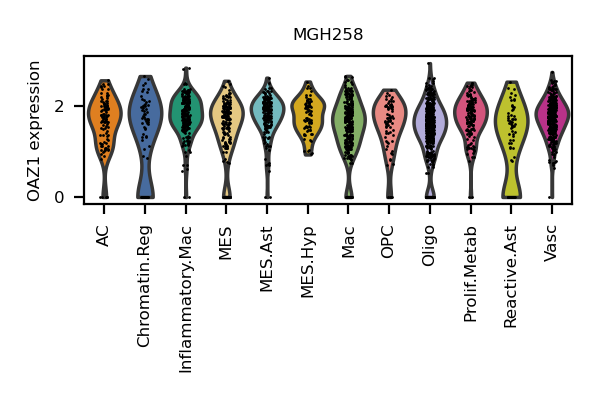 MGH258
OAZ1 expression
2
0
AC
Chromatin.Reg
Inflammatory.Mac
MES
MES.Ast
MES.Hyp
Mac
OPC
Oligo
Prolif.Metab
Reactive.Ast
Vasc